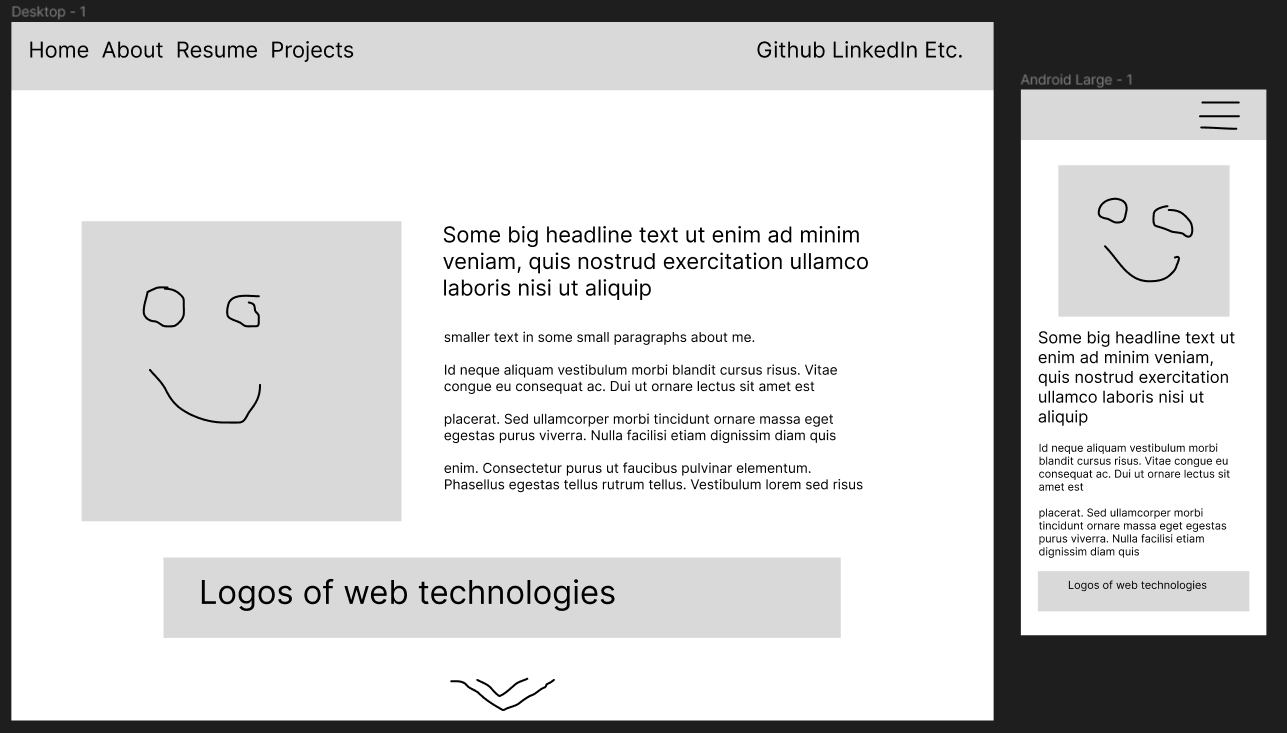 Desktop - 1
Home About Resume Projects
Github LinkedIn Etc.
Some big headline text ut enim ad minim
veniam, quis nostrud exercitation ullamco
laboris nisi ut aliquip
smaller text in some small paragraphs about me.
Id neque aliquam vestibulum morbi blandit cursus risus. Vitae
congue eu consequat ac. Dui ut ornare lectus sit amet est
placerat. Sed ullamcorper morbi tincidunt ornare massa eget
egestas purus viverra. Nulla facilisi etiam dignissim diam quis
enim. Consectetur purus ut faucibus pulvinar elementum.
Phasellus egestas tellus rutrum tellus. Vestibulum lorem sed risus
Logos of web technologies
Android Large - 1
Some big headline text ut
enim ad minim veniam,
quis nostrud exercitation
ullamco laboris nisi ut
aliquip
Id neque aliquam vestibulum morbi
blandit cursus risus. Vitae congue eu
consequat ac. Dui ut ornare lectus sit
amet est
placerat. Sed ullamcorper morbi
tincidunt ornare massa eget egestas
purus viverra. Nulla facilisi etiam
dignissim diam quis
Logos of web technologies